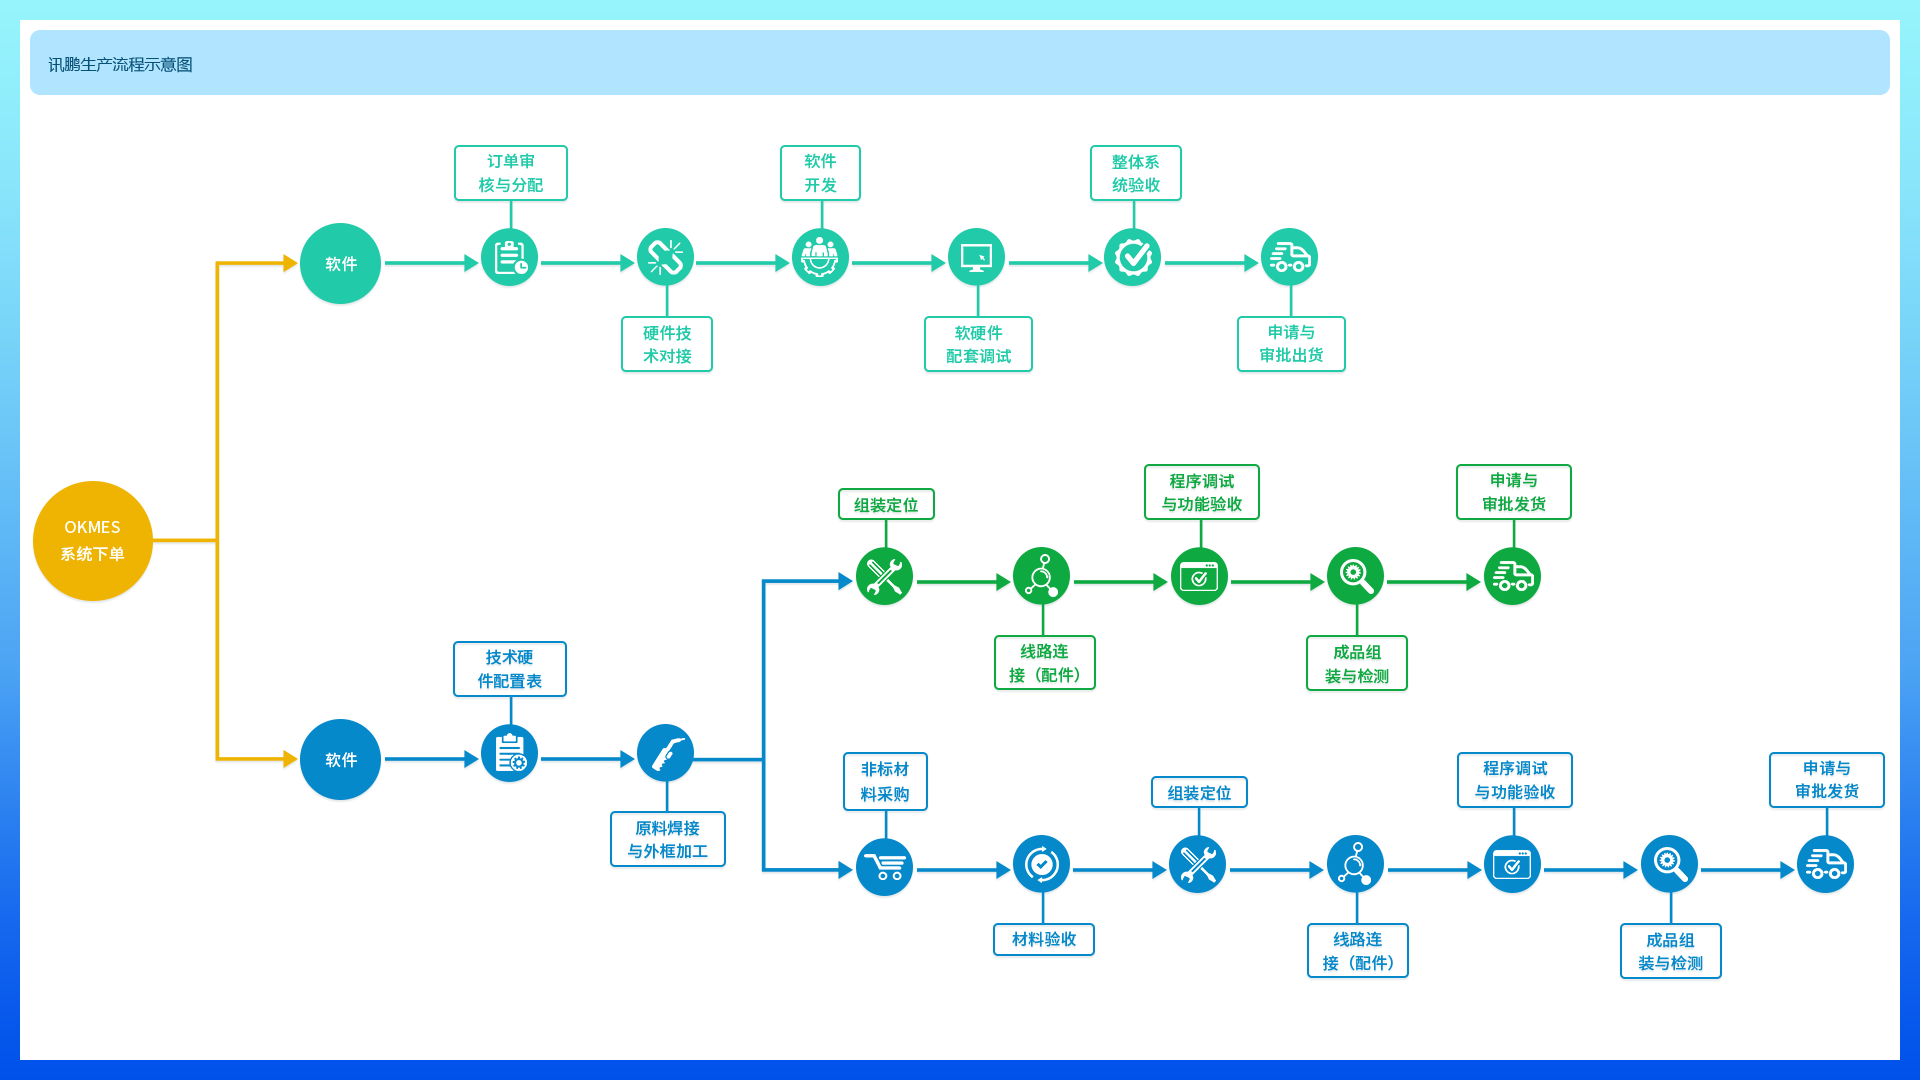 讯鹏生产流程示意图
订单审
核与分配
软件
开发
整体系
统验收
软件
硬件技
术对接
软硬件
配套调试
申请与
审批出货
OKMES
系统下单
组装定位
程序调试
与功能验收
申请与
审批发货
线路连
接（配件）
成品组
装与检测
技术硬
件配置表
软件
原料焊接
与外框加工
非标材
料采购
组装定位
程序调试
与功能验收
申请与
审批发货
材料验收
线路连
接（配件）
成品组
装与检测